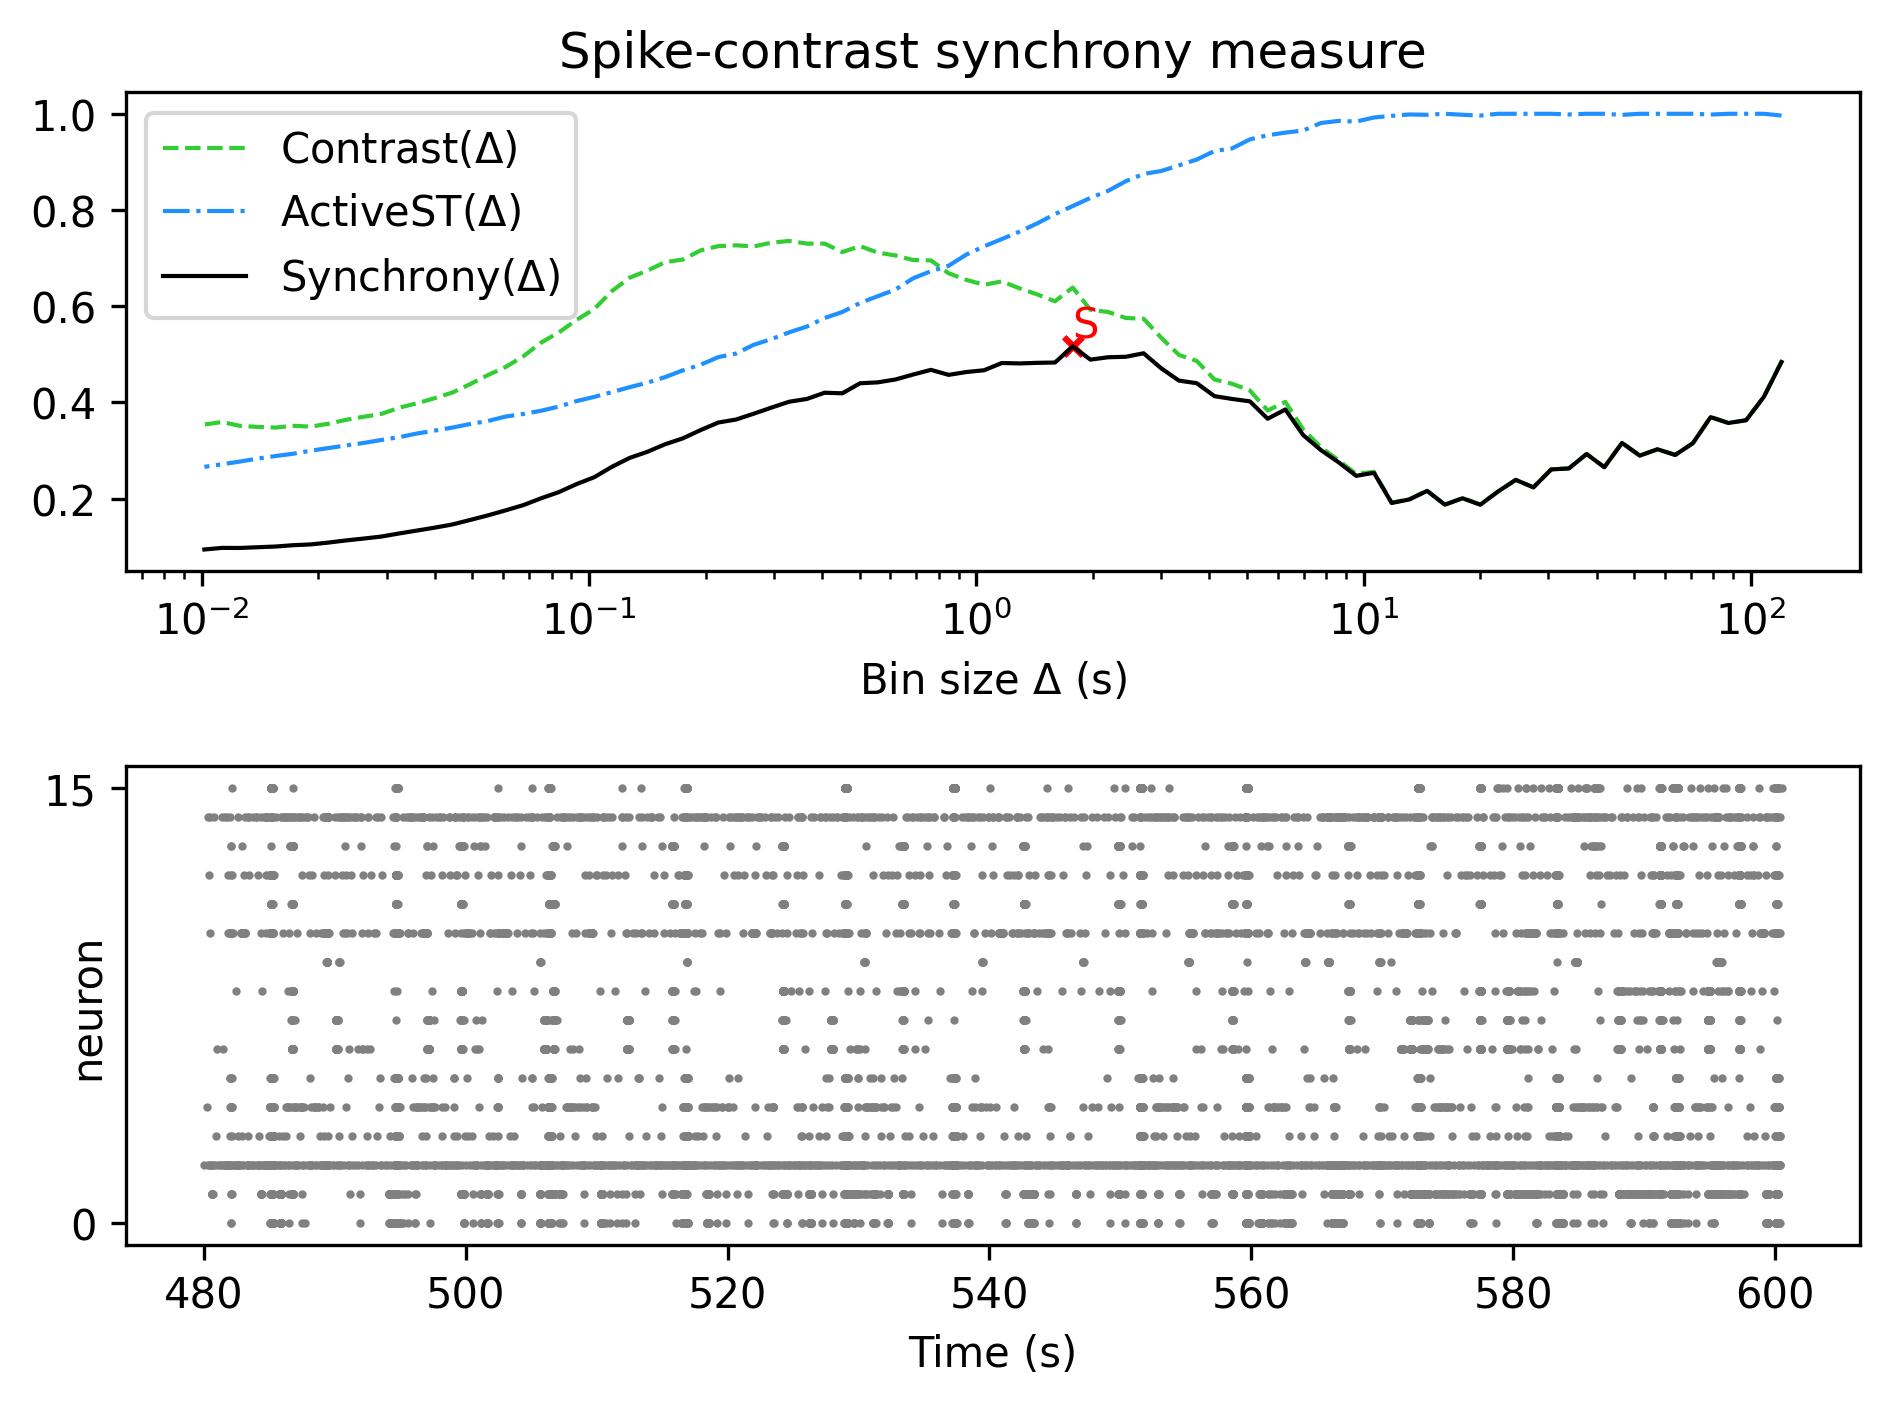 Spike-contrast synchrony measure
1.0
0.8
0.6
0.4
0.2
Contrast(Δ)
ActiveST(Δ)
Synchrony(Δ)
S
10⁻² 10⁻¹ 10⁰ 10¹ 10²
Bin size Δ (s)
15
0
neuron
480 500 520 540 560 580 600
Time (s)